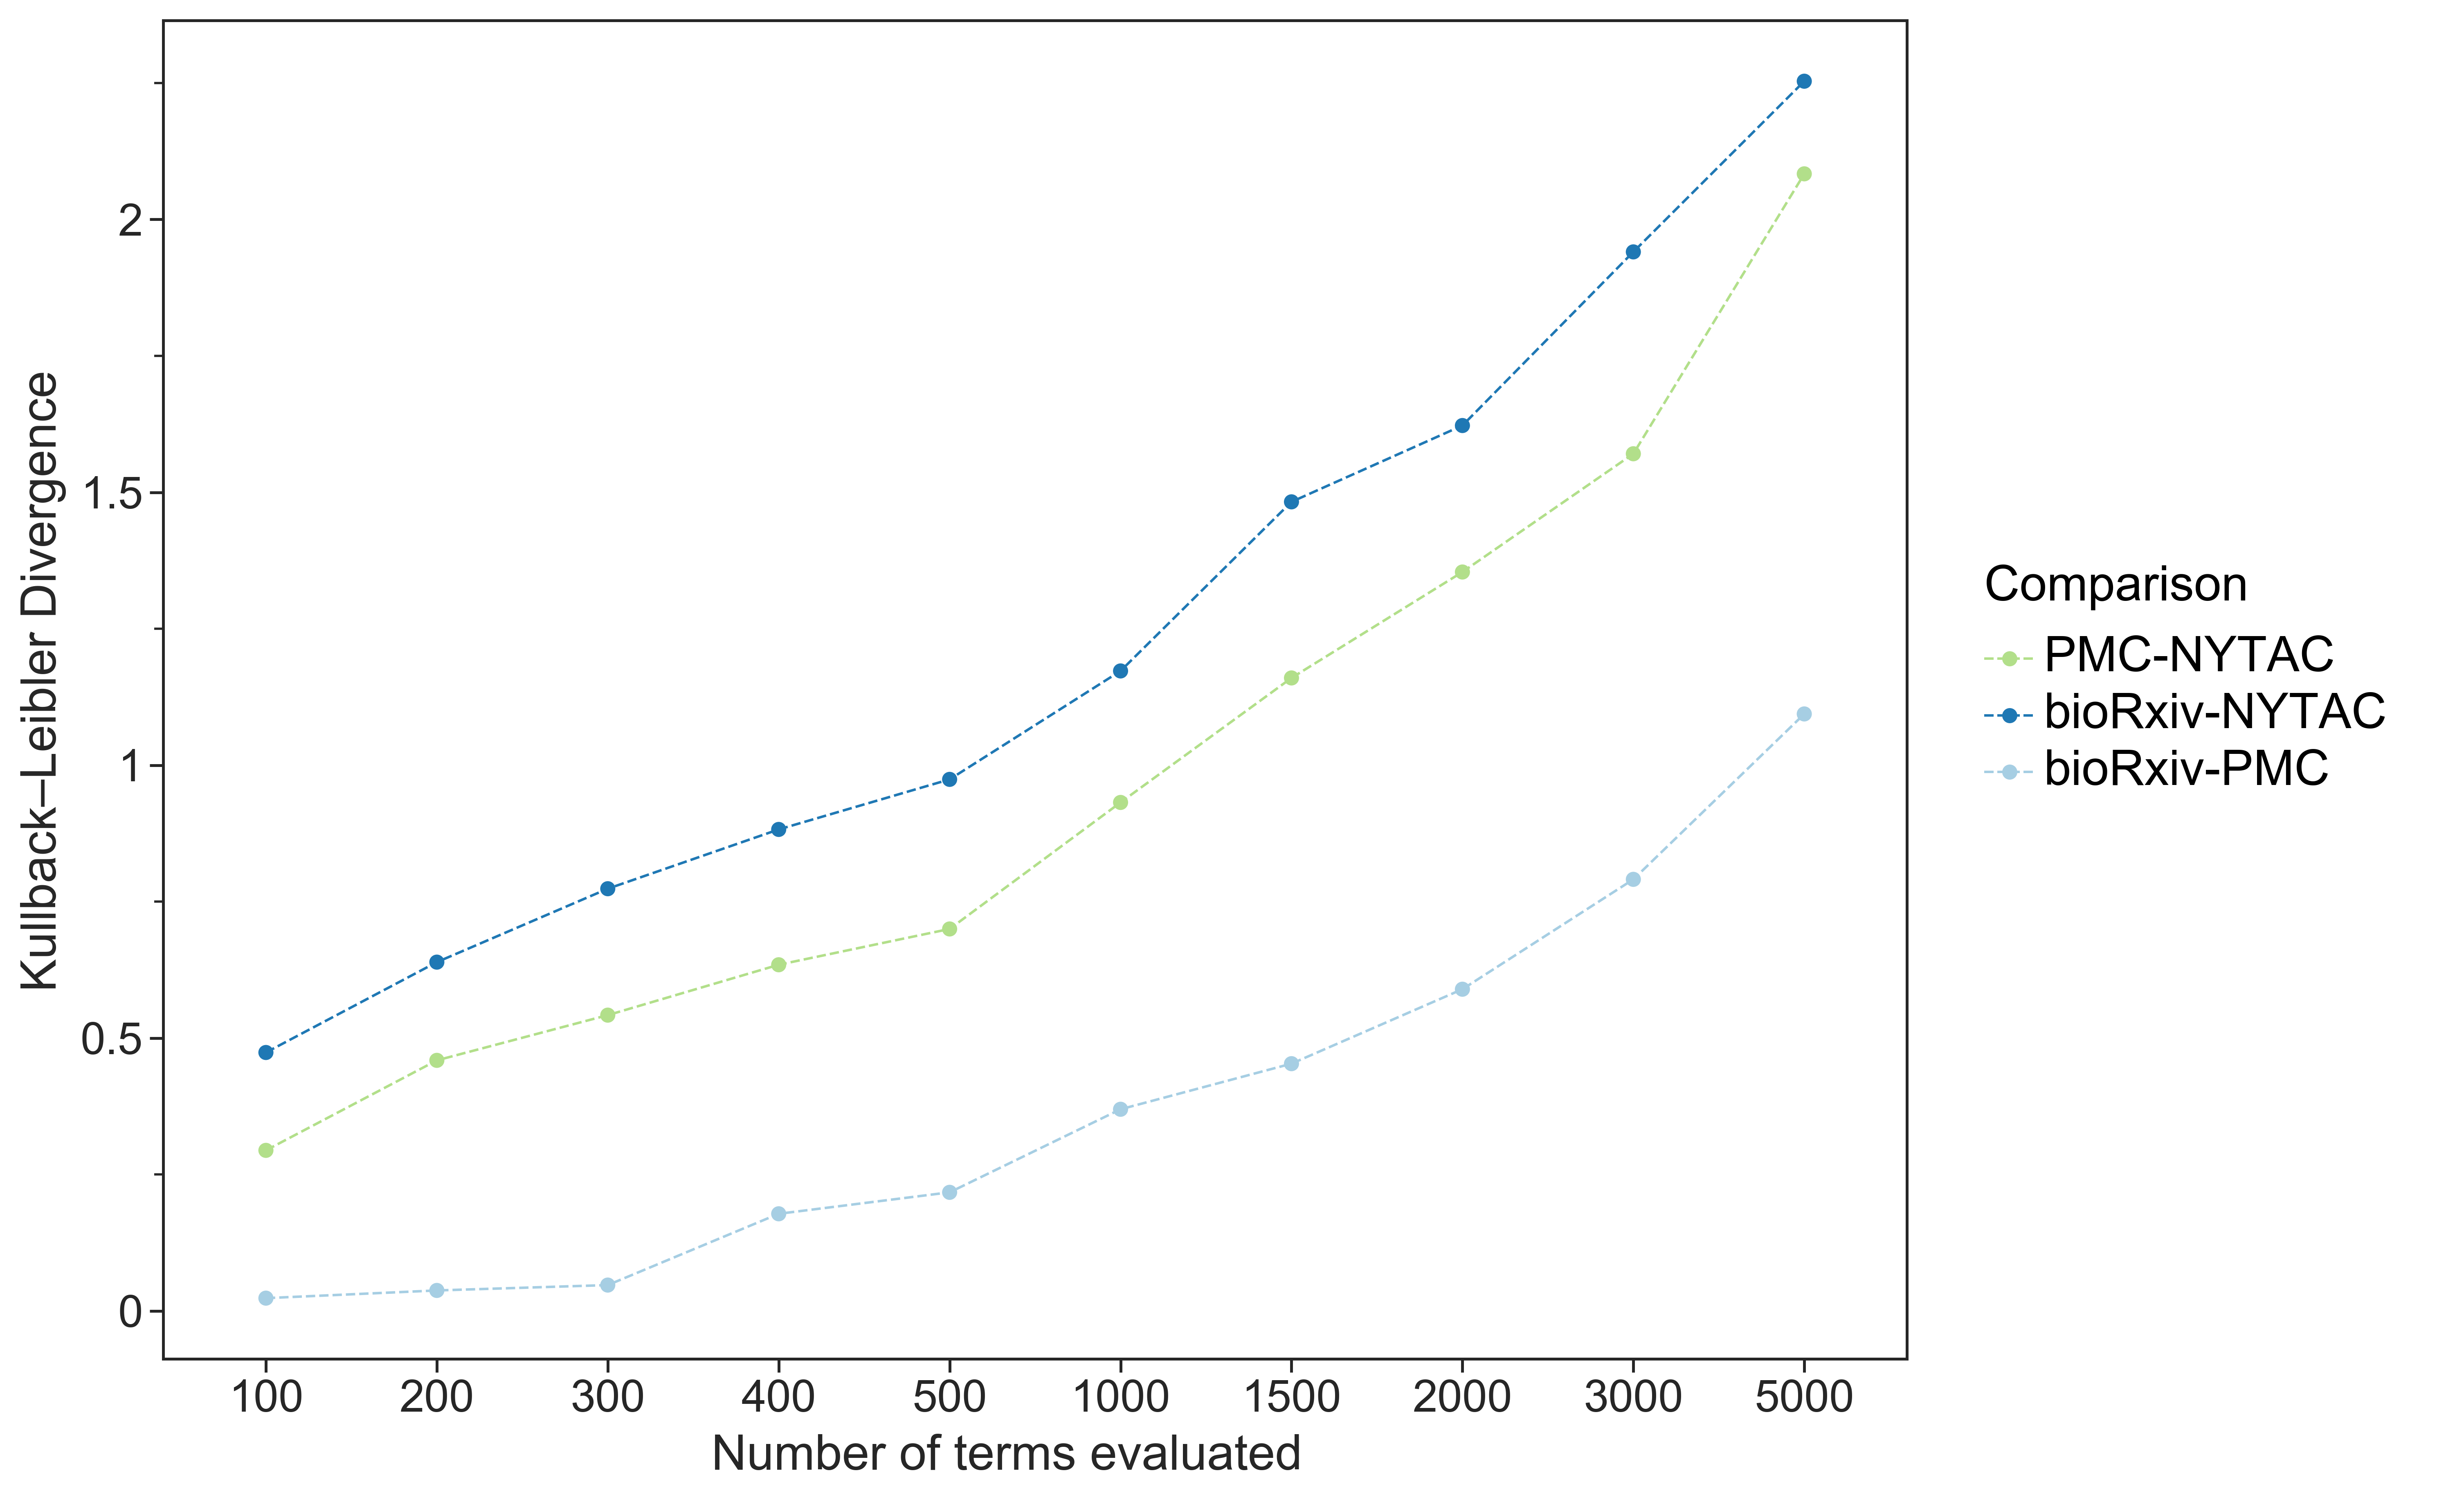 Kullback–Leibler Divergence
2
1.5
1
0.5
0
100 200 300 400 500 1000 1500 2000 3000 5000
Number of terms evaluated
Comparison
PMC-NYTAC
bioRxiv-NYTAC
bioRxiv-PMC